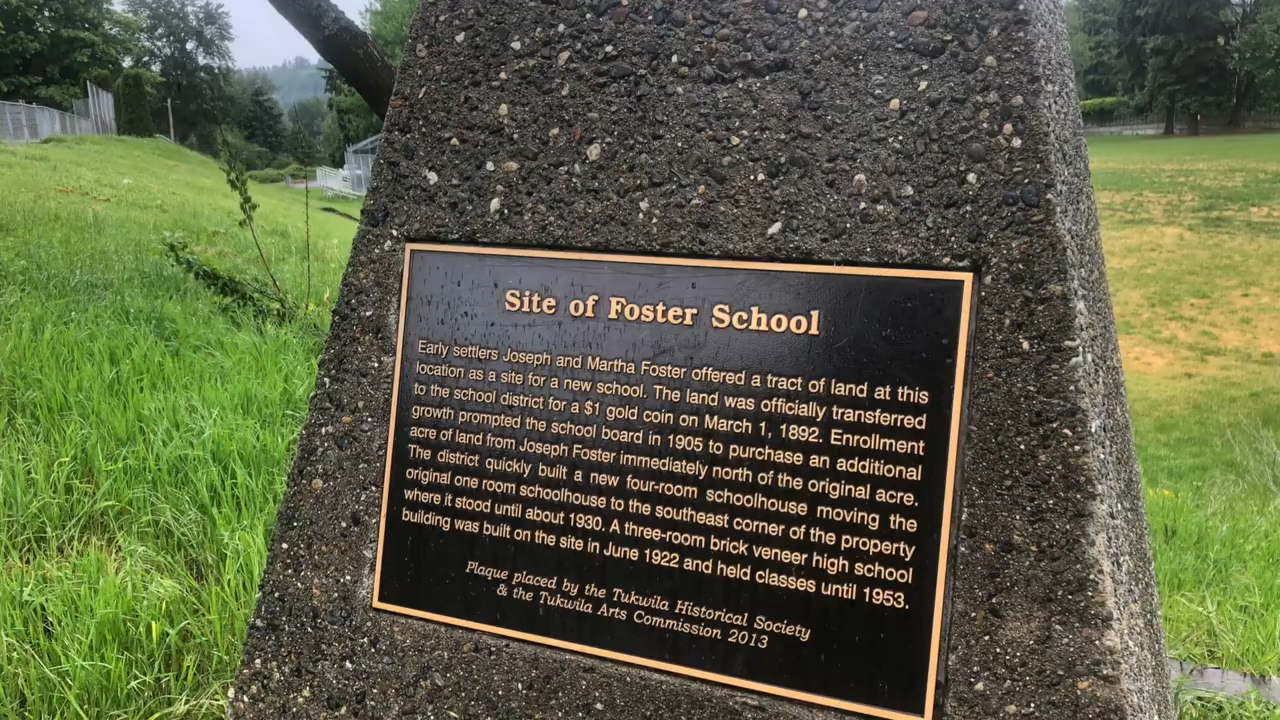 Site of Foster School
Early settlers Joseph and Martha Foster offered a tract of land at this
location as a site for a new school. The land was officially transferred
to the school district for a $1 gold coin on March 1, 1892. Enrollment
growth prompted the school board in 1905 to purchase an additional
acre of land from Joseph Foster immediately north of the original acre.
The district quickly built a new four-room schoolhouse moving the
original one room schoolhouse to the southeast corner of the property
where it stood until about 1930. A three-room brick veneer high school
building was built on the site in June 1922 and held classes until 1953.
Plaque placed by the Tukwila Historical Society
& the Tukwila Arts Commission 2013